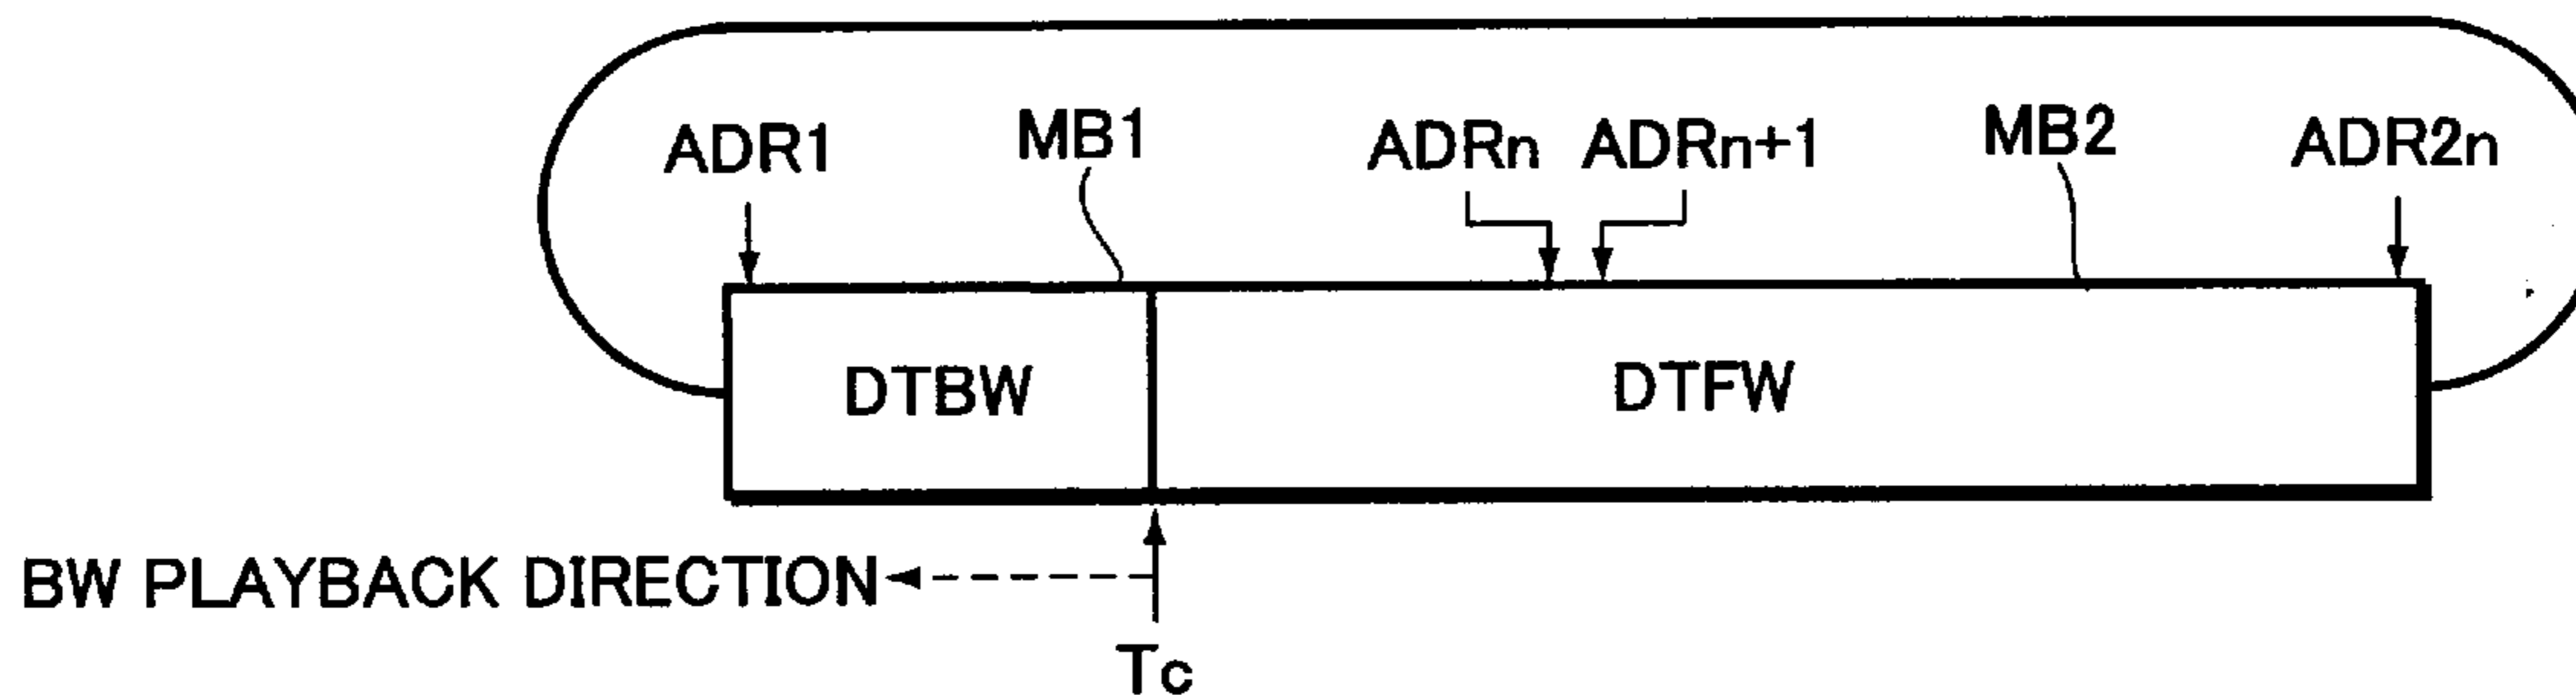 ADR1 MB1 ADRn ADRn+1 MB2 ADR2n
DTBW DTFW
BW PLAYBACK DIRECTION
Tc